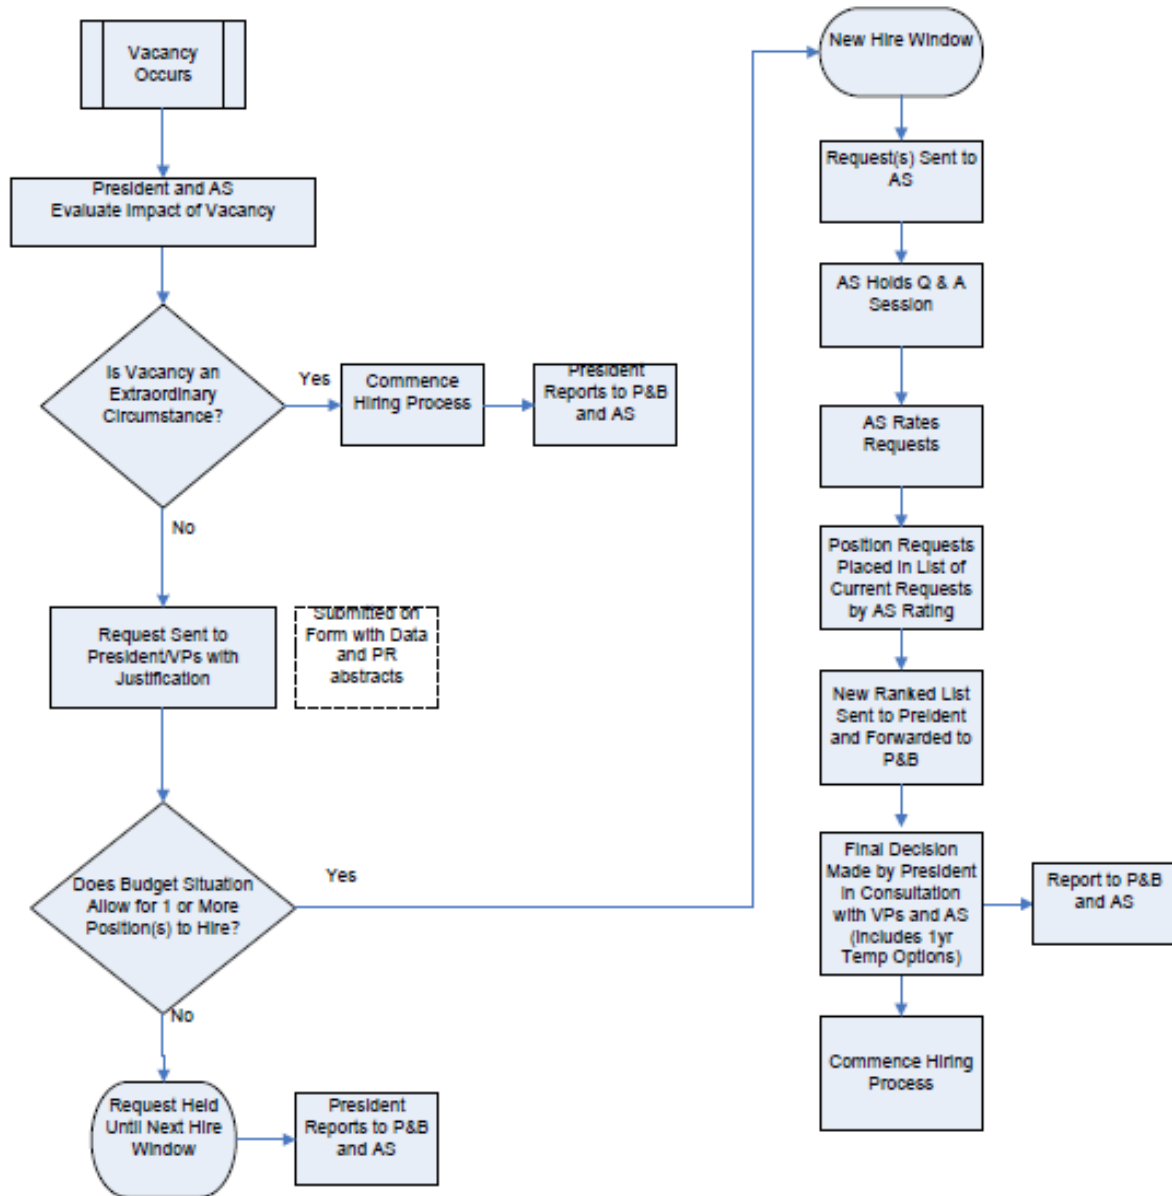 Vacancy
Occurs
President and AS
Evaluate Impact of Vacancy
Is Vacancy an
Extraordinary
Circumstance?
Yes
Commence
Hiring Process
President
Reports to P&B
and AS
No
Request Sent to
President/VPs with
Justification
Submitted on
Form with Data
and PR
abstracts
Does Budget Situation
Allow for 1 or More
Position(s) to Hire?
Yes
No
Request Held
Until Next Hire
Window
President
Reports to P&B
and AS
New Hire Window
Request(s) Sent to
AS
AS Holds Q & A
Session
AS Rates
Requests
Position Requests
Placed in List of
Current Requests
by AS Rating
New Ranked List
Sent to Preident
and Forwarded to
P&B
Final Decision
Made by President
in Consultation
with VPs and AS
(Includes 1yr
Temp Options)
Report to P&B
and AS
Commence Hiring
Process